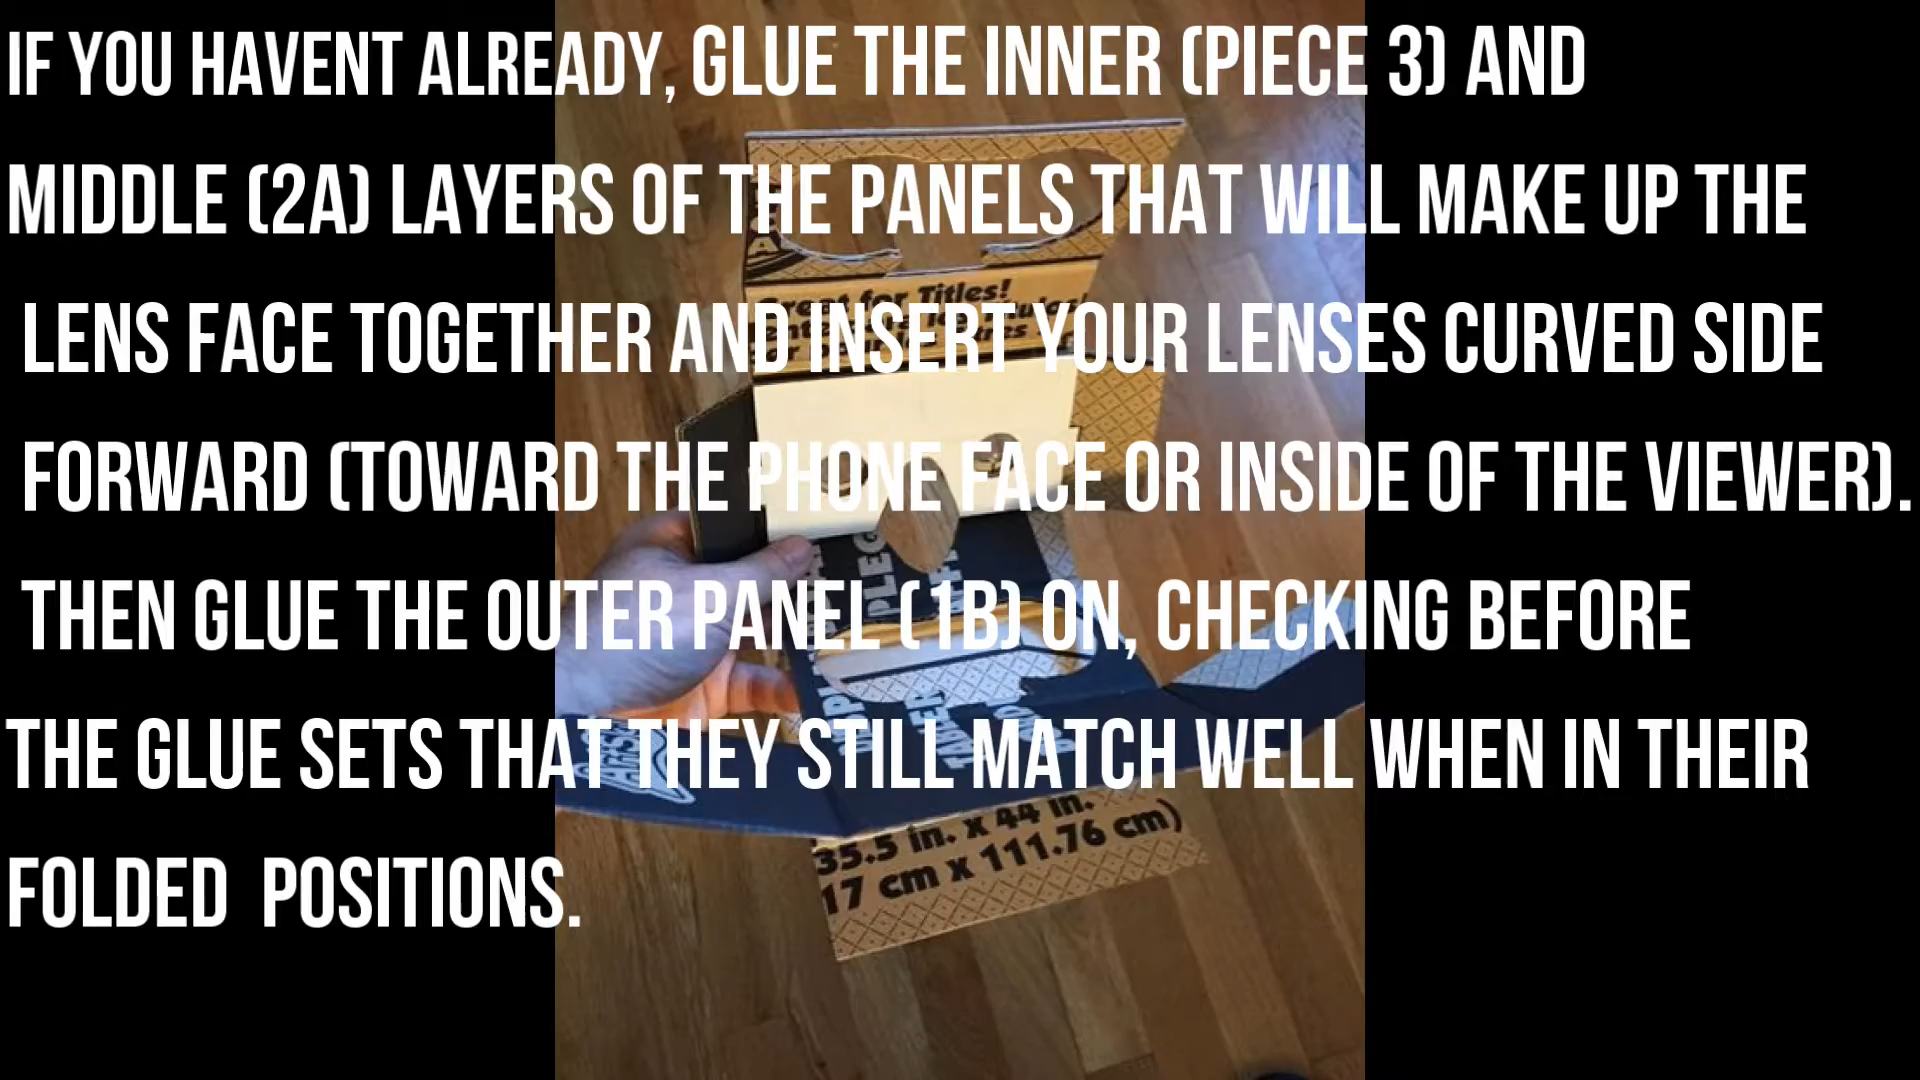 IF YOU HAVENT ALREADY, GLUE THE INNER (PIECE 3) AND
MIDDLE (2A) LAYERS OF THE PANELS THAT WILL MAKE UP THE
LENS FACE TOGETHER AND INSERT YOUR LENSES CURVED SIDE
FORWARD (TOWARD THE PHONE FACE OR INSIDE OF THE VIEWER).
THEN GLUE THE OUTER PANEL (1B) ON, CHECKING BEFORE
THE GLUE SETS THAT THEY STILL MATCH WELL WHEN IN THEIR
FOLDED POSITIONS.
Great for Titles!
35.5 in. x 44 in.
17 cm x 111.76 cm)